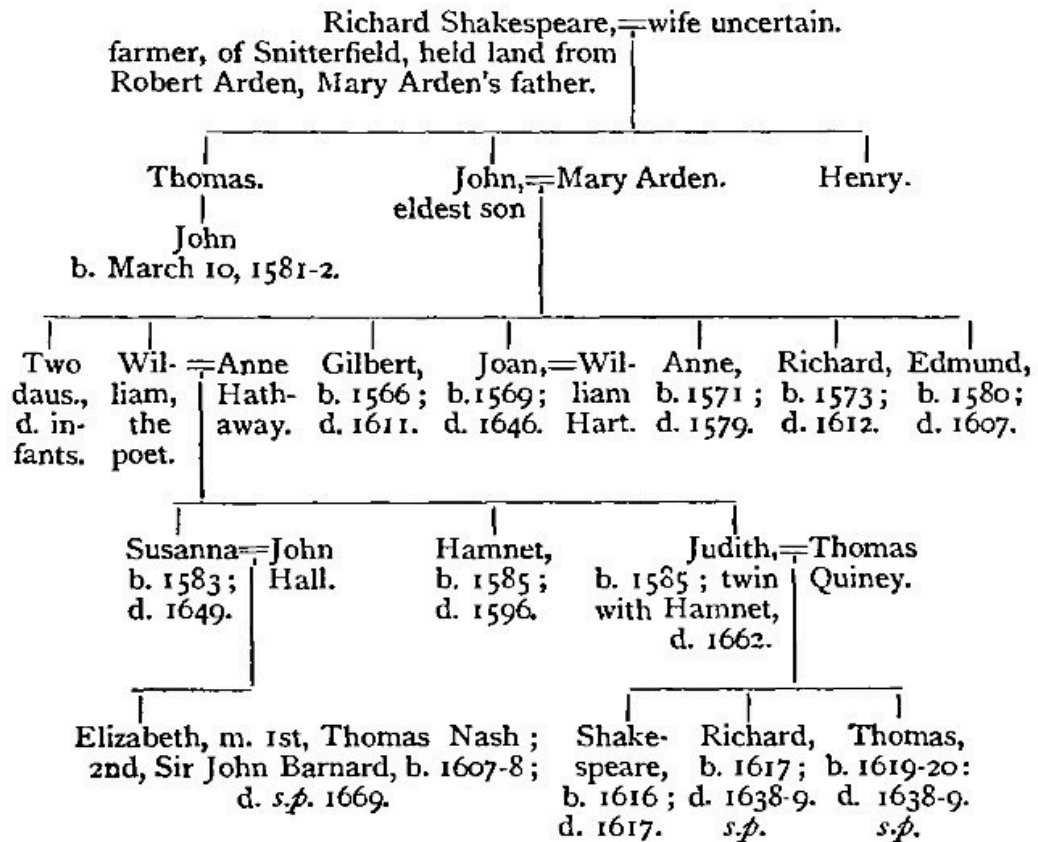 Richard Shakespeare,=wife uncertain.
farmer, of Snitterfield, held land from
Robert Arden, Mary Arden's father.
Thomas.
John,=Mary Arden.
eldest son
Henry.
John
b. March 10, 1581-2.
Two
daus.,
d. in-
fants.
Wil-
liam,
the
poet.
=Anne
Hath-
away.
Gilbert,
b. 1566;
d. 1611.
Joan,
b. 1569;
d. 1646.
=Wil-
liam
Hart.
Anne,
b. 1571;
d. 1579.
Richard,
b. 1573;
d. 1612.
Edmund,
b. 1580;
d. 1607.
Susanna
b. 1583;
d. 1649.
=John
Hall.
Hamnet,
b. 1585;
d. 1596.
Judith,
b. 1585; twin
with Hamnet,
d. 1662.
=Thomas
Quiney.
Elizabeth, m. 1st, Thomas Nash;
2nd, Sir John Barnard, b. 1607-8;
d. s.p. 1669.
Shake-
speare,
b. 1616;
d. 1617.
Richard,
b. 1617;
d. 1638-9.
s.p.
Thomas,
b. 1619-20:
d. 1638-9.
s.p.